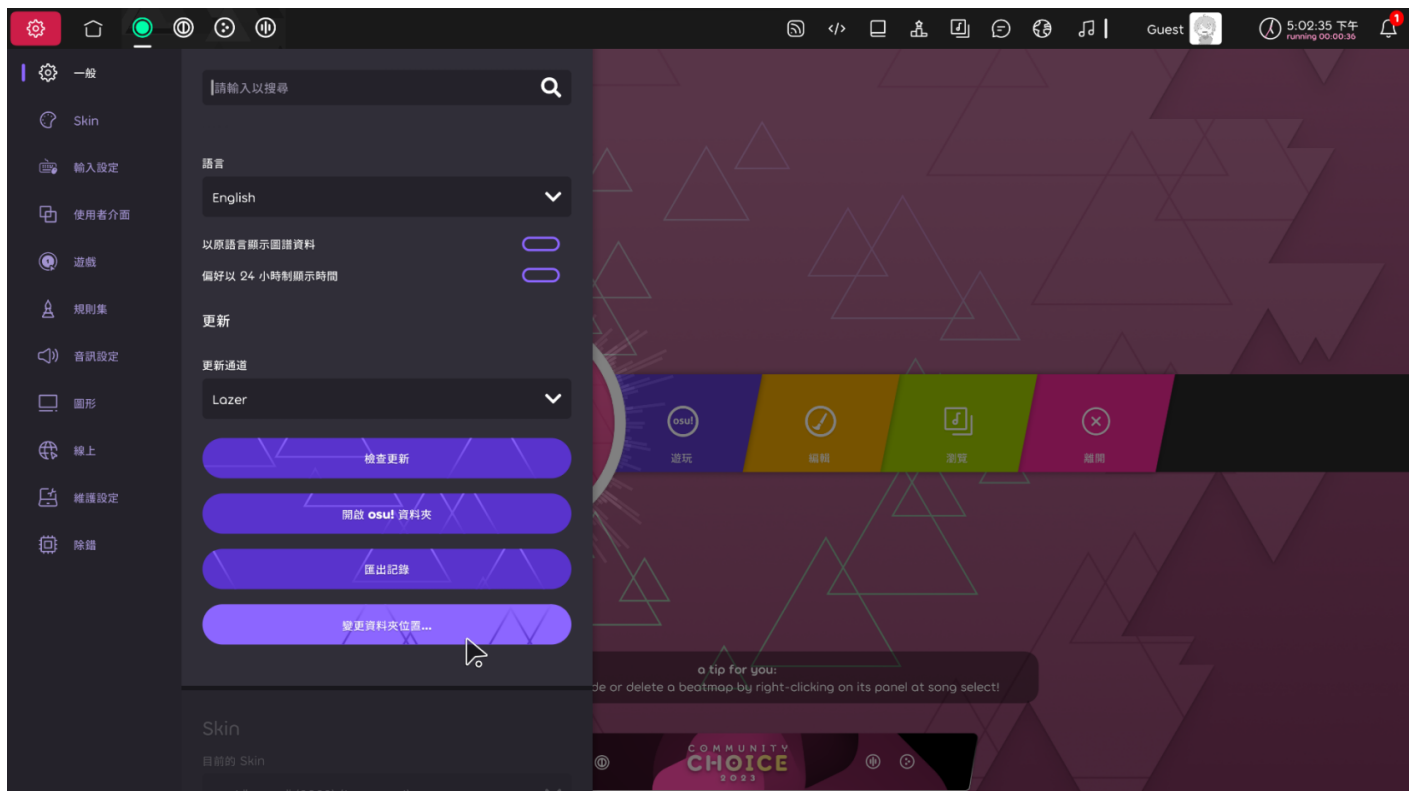 Guest
5:02:35 下午
running 00:00:36
1
一般
Skin
輸入設定
使用者介面
遊戲
規則集
音訊設定
圖形
線上
維護設定
除錯
請輸入以搜尋
語言
English
以原語言顯示圖譜資料
偏好以 24 小時制顯示時間
更新
更新通道
Lazer
檢查更新
開啟 osu! 資料夾
匯出記錄
變更資料夾位置...
Skin
目前的 Skin
osu!
遊玩
編輯
瀏覽
離開
a tip for you:
or delete a beatmap by right-clicking on its panel at song select!
COMMUNITY
CHOICE
2023